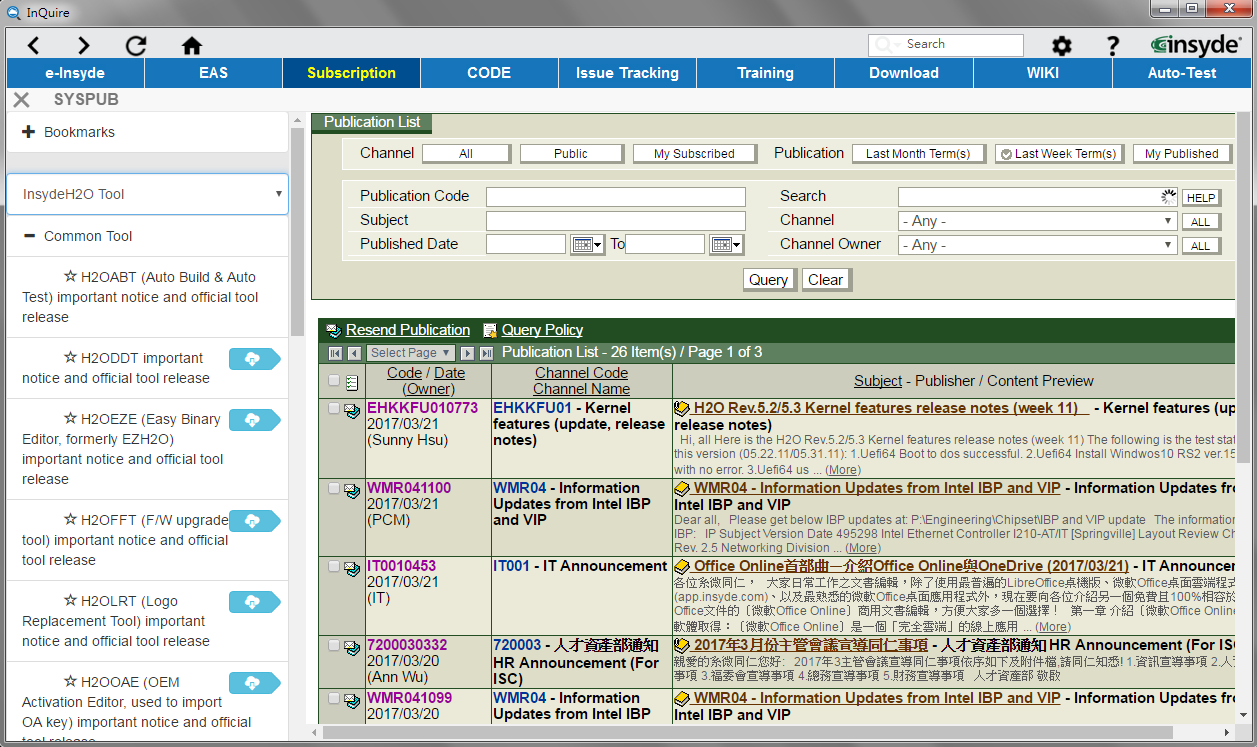 InQuire
Search
insyde
e-Insyde EAS Subscription CODE Issue Tracking Training Download WIKI Auto-Test
SYSPUB
Bookmarks
InsydeH2O Tool
Common Tool
H2OABT (Auto Build & Auto
Test) important notice and official tool
release
H2ODDT important
notice and official tool release
H2OEZE (Easy Binary
Editor, formerly EZH2O)
important notice and official tool
release
H2OFFT (F/W upgrade
tool) important notice and official
tool release
H2OLRT (Logo
Replacement Tool) important
notice and official tool release
H2OOAE (OEM
Activation Editor, used to import
OA key) important notice and official
tool release
Publication List
Channel All Public My Subscribed Publication Last Month Term(s) Last Week Term(s) My Published
Publication Code Search HELP
Subject Channel - Any - ALL
Published Date To Channel Owner - Any - ALL
Query Clear
Resend Publication Query Policy
Select Page Publication List - 26 Item(s) / Page 1 of 3
Code / Date
(Owner)
Channel Code
Channel Name
Subject - Publisher / Content Preview
EHKKFU010773
2017/03/21
(Sunny Hsu)
EHKKFU01 - Kernel
features (update, release
notes)
H2O Rev.5.2/5.3 Kernel features release notes (week 11) - Kernel features (up
release notes)
Hi, all Here is the H2O Rev.5.2/5.3 Kernel features release notes (week 11) The following is the test stat
this version (05.22.11/05.31.11): 1.Uefi64 Boot to dos successful. 2.Uefi64 Install Windwos10 RS2 ver.15
with no error. 3.Uefi64 us ... (More)
WMR041100
2017/03/21
(PCM)
WMR04 - Information
Updates from Intel IBP
and VIP
WMR04 - Information Updates from Intel IBP and VIP - Information Updates fr
Intel IBP and VIP
Dear all, Please get below IBP updates at: P:\Engineering\Chipset\IBP and VIP update The information
IBP: IP Subject Version Date 495298 Intel Ethernet Controller I210-AT/IT [Springville] Layout Review Ch
Rev. 2.5 Networking Division ... (More)
IT0010453
2017/03/21
(IT)
IT001 - IT Announcement
Office Online首部曲－介紹Office Online與OneDrive (2017/03/21) - IT Announcem
各位系微同仁， 大家日常工作之文書編輯，除了使用最普遍的LibreOffice桌機版、微軟Office桌面雲端程式
(app.insyde.com)、以及最熟悉的微軟Office桌面應用程式外，現在要向各位介紹另一個免費且100%相容於
Office文件的〔微軟Office Online〕商用文書編輯，方便大家多一個選擇！ 第一章 介紹〔微軟Office Onlin
軟體取得：〔微軟Office Online〕是一個「完全雲端」的線上應用 ... (More)
7200030332
2017/03/20
(Ann Wu)
720003 - 人才資產部通知
HR Announcement (For
ISC)
2017年3月份主管會議宣導同仁事項 - 人才資產部通知 HR Announcement (For ISC
親愛的系微同仁您好: 2017年3主管會議宣導同仁事項依序如下及附件檔,請同仁知悉! 1.資訊宣導事項 2.人
事項 3.福委會宣導事項 4.總務宣導事項 5.財務宣導事項 人才資產部 敬啟
WMR041099
2017/03/20
WMR04 - Information
Updates from Intel IBP
WMR04 - Information Updates from Intel IBP and VIP - Information Updates fr
Intel IBP and VIP